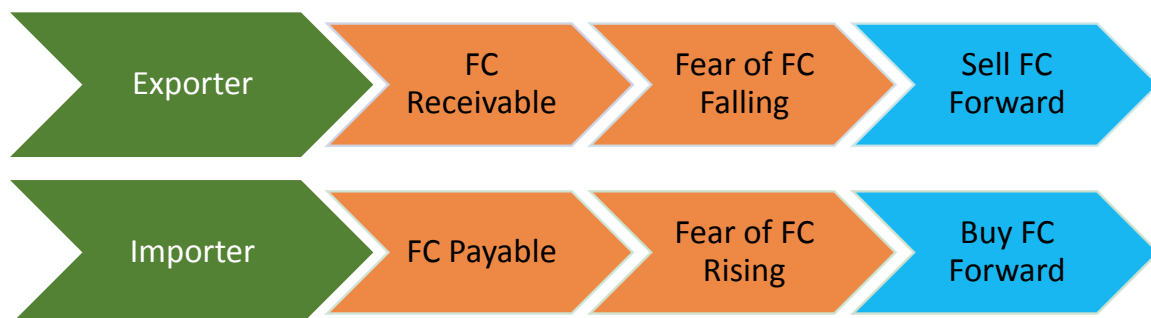 Exporter
FC
Receivable
Fear of FC
Falling
Sell FC
Forward
Importer
FC Payable
Fear of FC
Rising
Buy FC
Forward